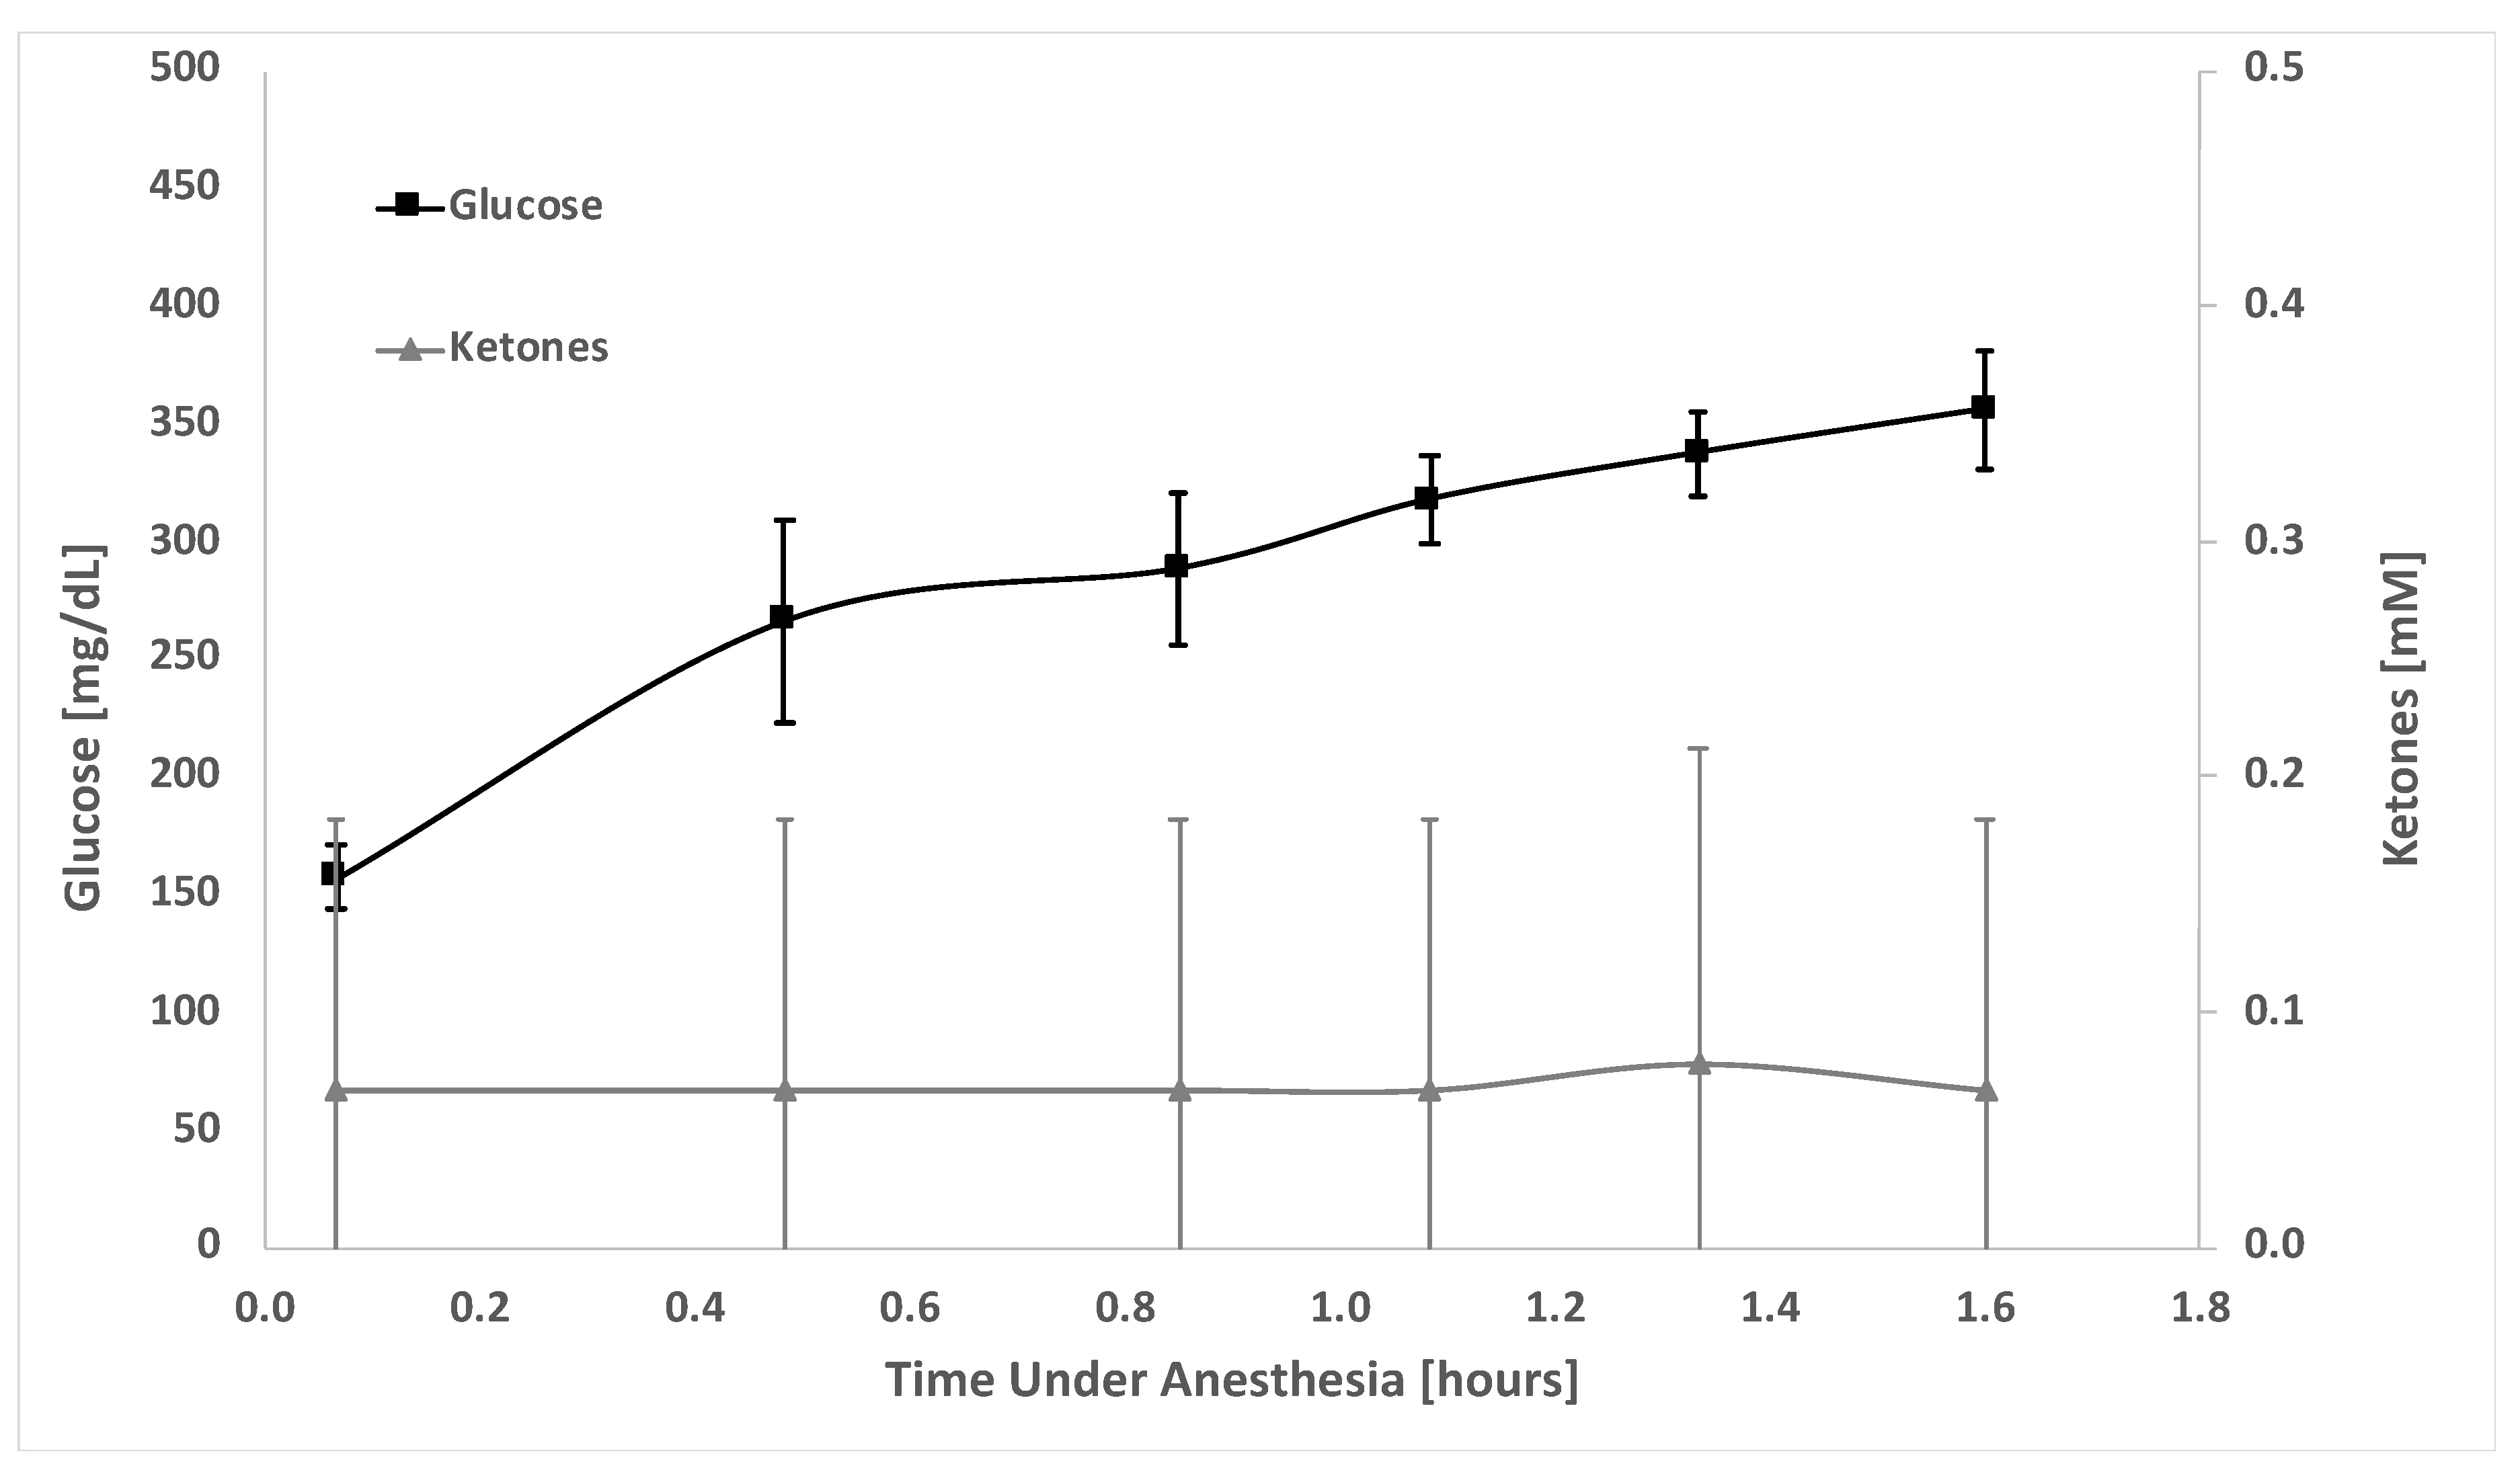 500
450
400
350
300
250
200
150
100
50
0
Glucose [mg/dL]
Glucose
Ketones
0.5
0.4
0.3
0.2
0.1
0.0
Ketones [mM]
0.0 0.2 0.4 0.6 0.8 1.0 1.2 1.4 1.6 1.8
Time Under Anesthesia [hours]